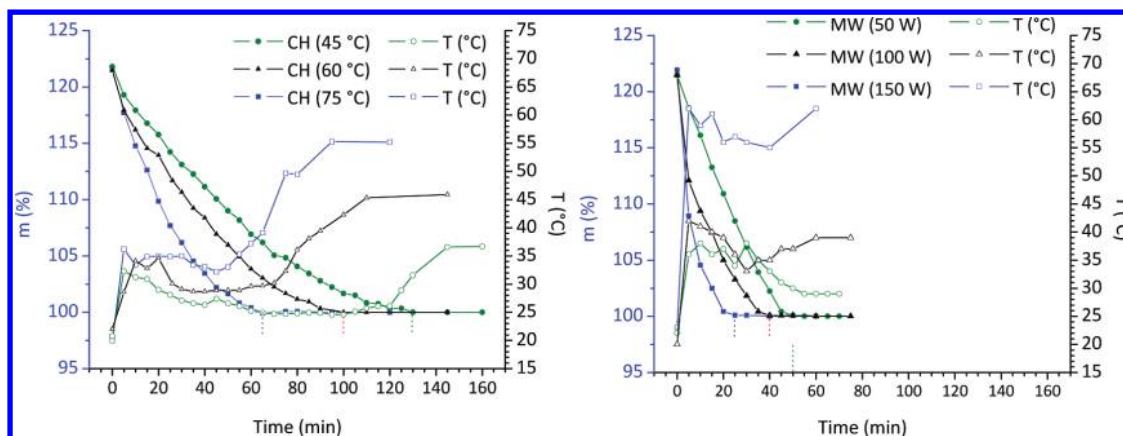 CH (45 °C) T (°C)
CH (60 °C) T (°C)
CH (75 °C) T (°C)
m (%)
125
120
115
110
105
100
95
T (°C)
75
70
65
60
55
50
45
40
35
30
25
20
15
0 20 40 60 80 100 120 140 160
Time (min)
MW (50 W) T (°C)
MW (100 W) T (°C)
MW (150 W) T (°C)
m (%)
125
120
115
110
105
100
95
T (°C)
75
70
65
60
55
50
45
40
35
30
25
20
15
0 20 40 60 80 100 120 140 160
Time (min)